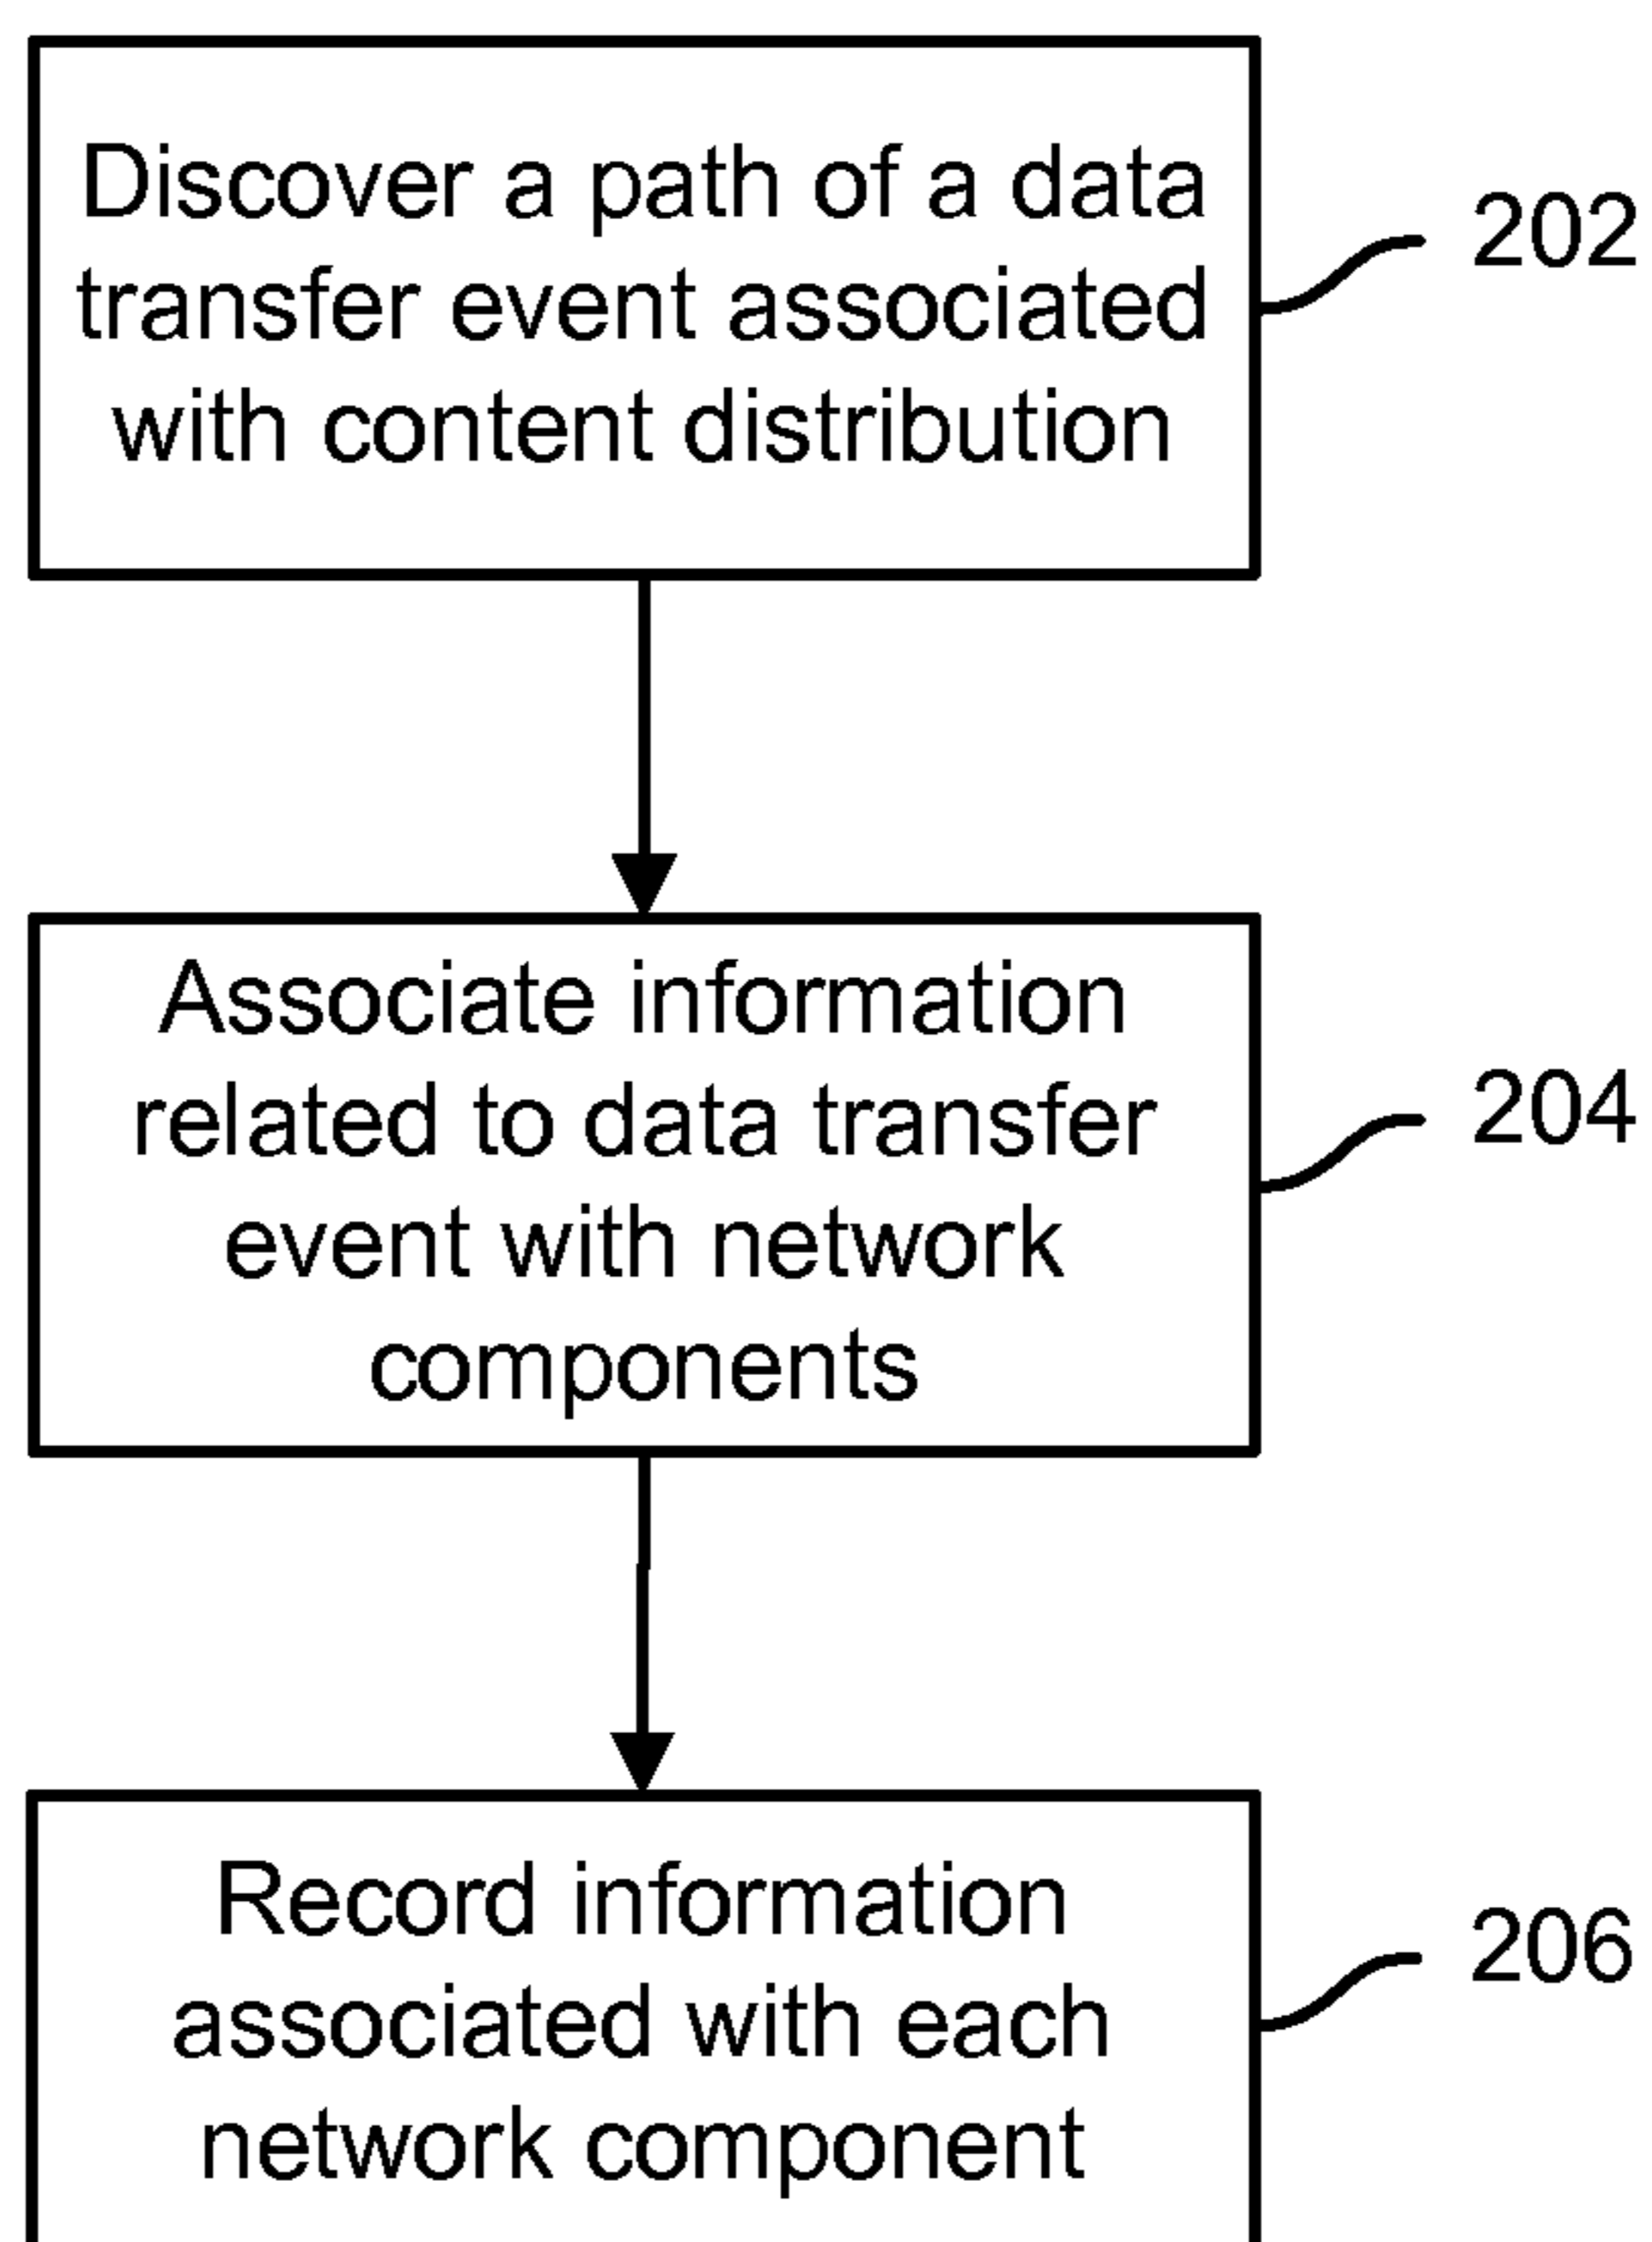 Discover a path of a data
transfer event associated
with content distribution
202
Associate information
related to data transfer
event with network
components
204
Record information
associated with each
network component
206